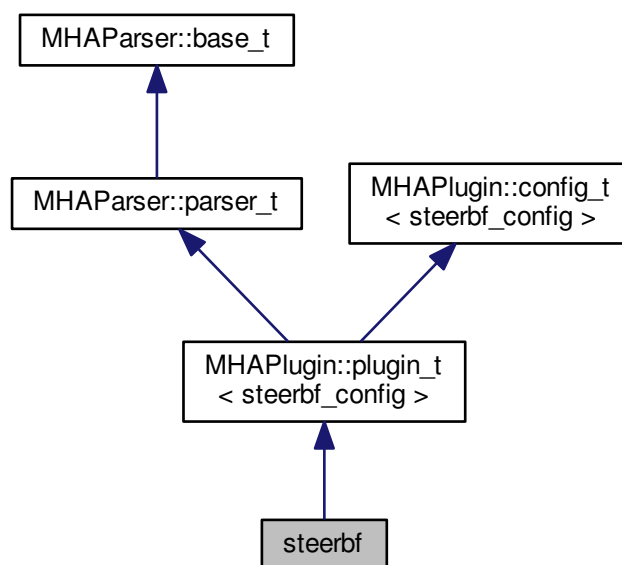 MHAParser::base_t
MHAParser::parser_t
MHAPlugin::config_t
< steerbf_config >
MHAPlugin::plugin_t
< steerbf_config >
steerbf